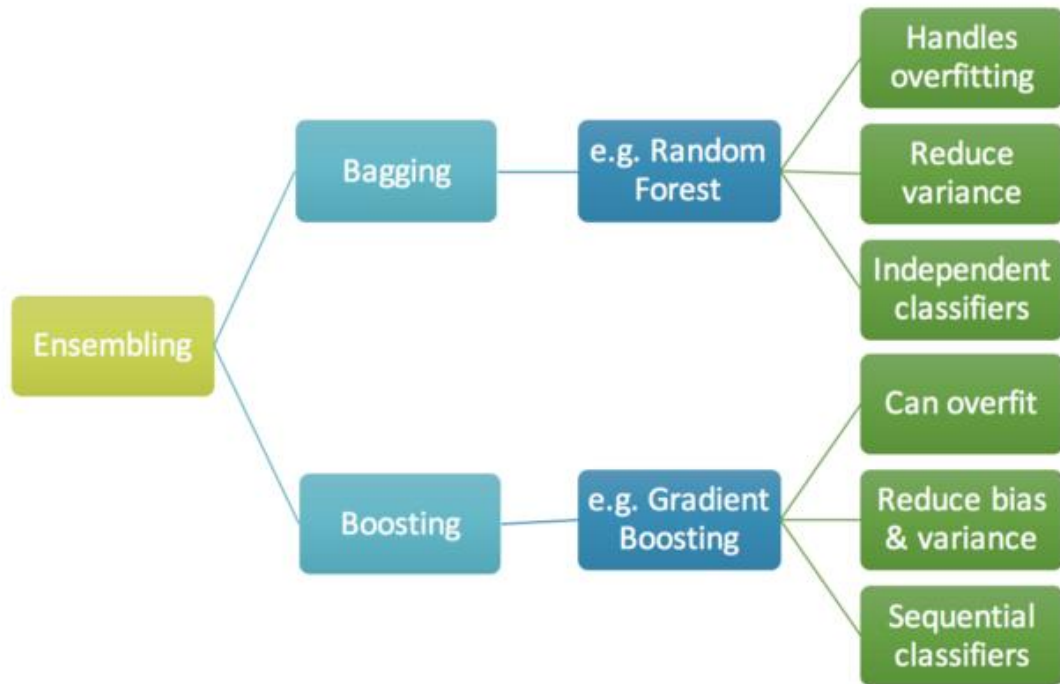 Ensembling
Bagging
e.g. Random
Forest
Handles
overfitting
Reduce
variance
Independent
classifiers
Boosting
e.g. Gradient
Boosting
Can overfit
Reduce bias
& variance
Sequential
classifiers